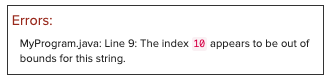 Errors:
MyProgram.java: Line 9: The index 10 appears to be out of
bounds for this string.